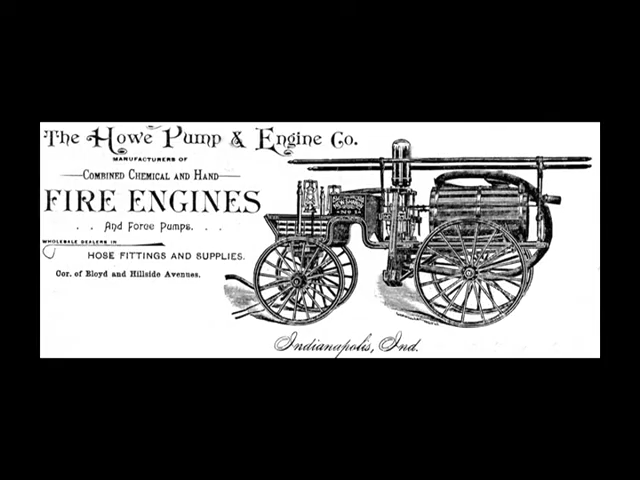 The Howe Pump & Engine Co.
MANUFACTURERS OF
COMBINED CHEMICAL AND HAND
FIRE ENGINES
And Force Pumps.
WHOLESALE DEALERS IN
HOSE FITTINGS AND SUPPLIES.
Cor. of Bloyd and Hillside Avenues.
Indianapolis, Ind.